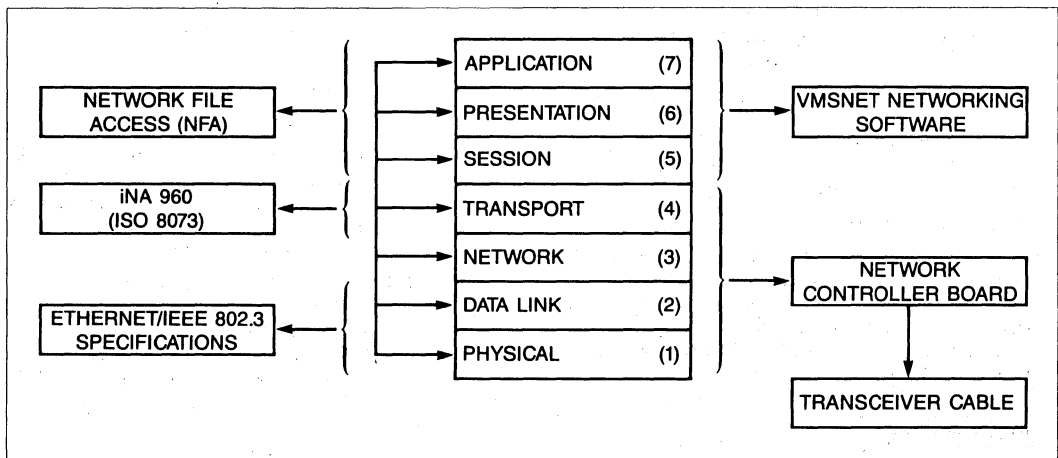 NETWORK FILE
ACCESS (NFA)
iNA 960
(ISO 8073)
ETHERNET/IEEE 802.3
SPECIFICATIONS
APPLICATION (7)
PRESENTATION (6)
SESSION (5)
TRANSPORT (4)
NETWORK (3)
DATA LINK (2)
PHYSICAL (1)
VMSNET NETWORKING
SOFTWARE
NETWORK
CONTROLLER BOARD
TRANSCEIVER CABLE